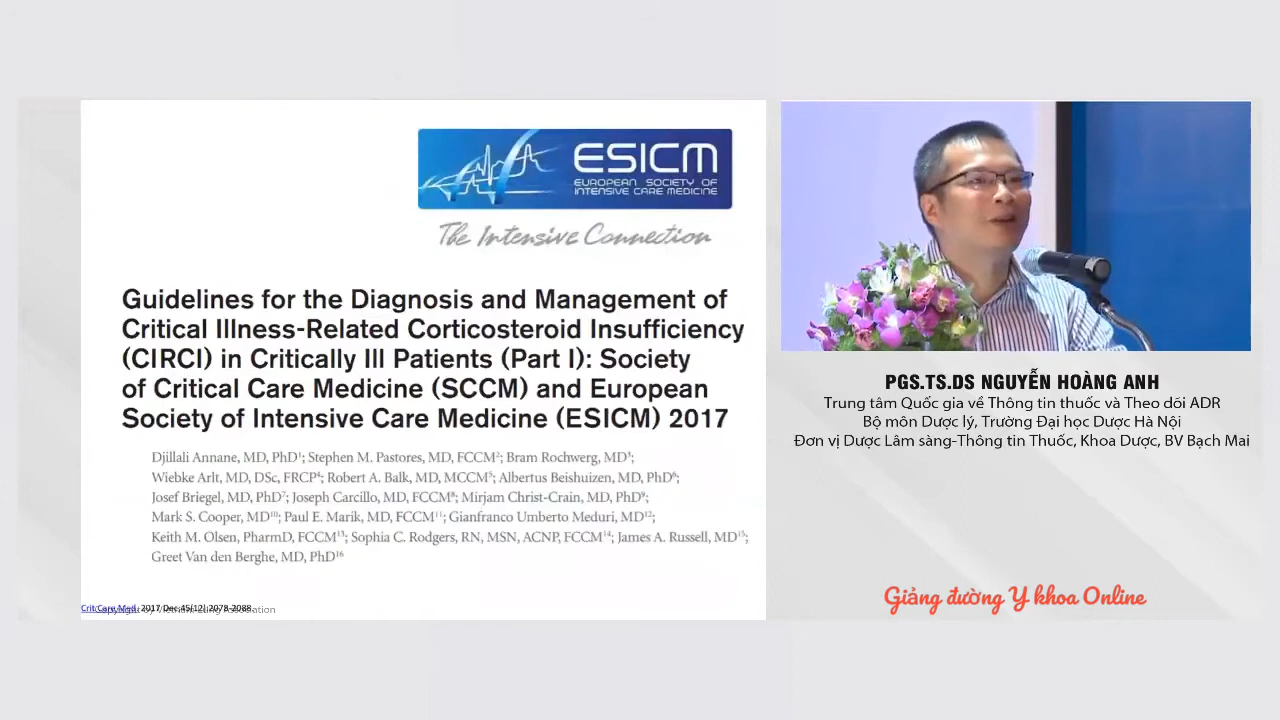 ESICM
EUROPEAN SOCIETY OF
INTENSIVE CARE MEDICINE
The Intensive Connection
Guidelines for the Diagnosis and Management of
Critical Illness-Related Corticosteroid Insufficiency
(CIRCI) in Critically Ill Patients (Part I): Society
of Critical Care Medicine (SCCM) and European
Society of Intensive Care Medicine (ESICM) 2017
Djillali Annane, MD, PhD¹; Stephen M. Pastores, MD, FCCM²; Bram Rochwerg, MD³;
Wiebke Arlt, MD, DSc, FRCP⁴; Robert A. Balk, MD, MCCM⁵; Albertus Beishuizen, MD, PhD⁶;
Josef Briegel, MD, PhD⁷; Joseph Carcillo, MD, FCCM⁸; Mirjam Christ-Crain, MD, PhD⁹;
Mark S. Cooper, MD¹⁰; Paul E. Marik, MD, FCCM¹¹; Gianfranco Umberto Meduri, MD¹²;
Keith M. Olsen, PharmD, FCCM¹³; Sophia C. Rodgers, RN, MSN, ACNP, FCCM¹⁴; James A. Russell, MD¹⁵;
Greet Van den Berghe, MD, PhD¹⁶
Crit Care Med. 2017 Dec;45(12):2078-2088.
PGS.TS.DS NGUYỄN HOÀNG ANH
Trung tâm Quốc gia về Thông tin thuốc và Theo dõi ADR
Bộ môn Dược lý, Trường Đại học Dược Hà Nội
Đơn vị Dược Lâm sàng-Thông tin Thuốc, Khoa Dược, BV Bạch Mai
Giảng đường Y khoa Online